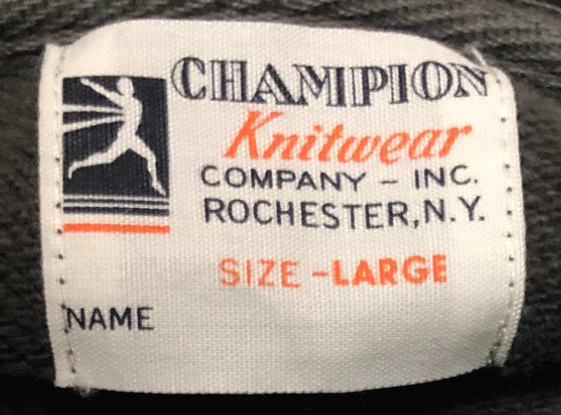 CHAMPION
Knitwear
COMPANY - INC.
ROCHESTER, N.Y.
SIZE - LARGE
NAME